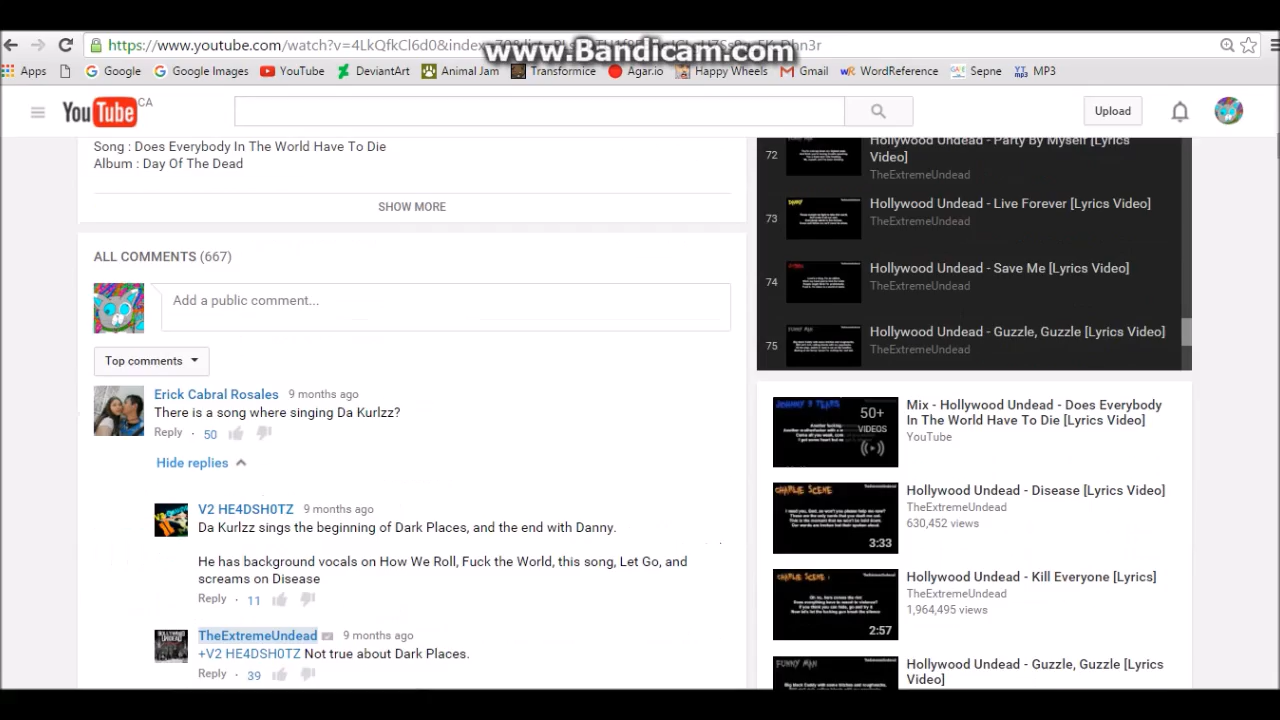 www.Bandicam.com
https://www.youtube.com/watch?v=4LkQfkCl6d0&index
Apps Google Google Images YouTube DeviantArt Animal Jam Transformice Agar.io Happy Wheels Gmail WordReference Sepne MP3
YouTube CA
Upload
Song : Does Everybody In The World Have To Die
Album : Day Of The Dead
SHOW MORE
ALL COMMENTS (667)
Add a public comment...
Top comments
Erick Cabral Rosales 9 months ago
There is a song where singing Da Kurlzz?
Reply · 50
Hide replies
V2 HE4DSH0TZ 9 months ago
Da Kurlzz sings the beginning of Dark Places, and the end with Danny.
He has background vocals on How We Roll, Fuck the World, this song, Let Go, and
screams on Disease
Reply · 11
TheExtremeUndead 9 months ago
+V2 HE4DSH0TZ Not true about Dark Places.
Reply · 39
72
Hollywood Undead - Party By Myself [Lyrics
Video]
TheExtremeUndead
73
Hollywood Undead - Live Forever [Lyrics Video]
TheExtremeUndead
74
Hollywood Undead - Save Me [Lyrics Video]
TheExtremeUndead
75
Hollywood Undead - Guzzle, Guzzle [Lyrics Video]
TheExtremeUndead
JOHNNY 3 TEARS
50+
VIDEOS
Mix - Hollywood Undead - Does Everybody
In The World Have To Die [Lyrics Video]
YouTube
CHARLIE SCENE
3:33
Hollywood Undead - Disease [Lyrics Video]
TheExtremeUndead
630,452 views
CHARLIE SCENE :
2:57
Hollywood Undead - Kill Everyone [Lyrics]
TheExtremeUndead
1,964,495 views
FUNNY MAN
Hollywood Undead - Guzzle, Guzzle [Lyrics
Video]